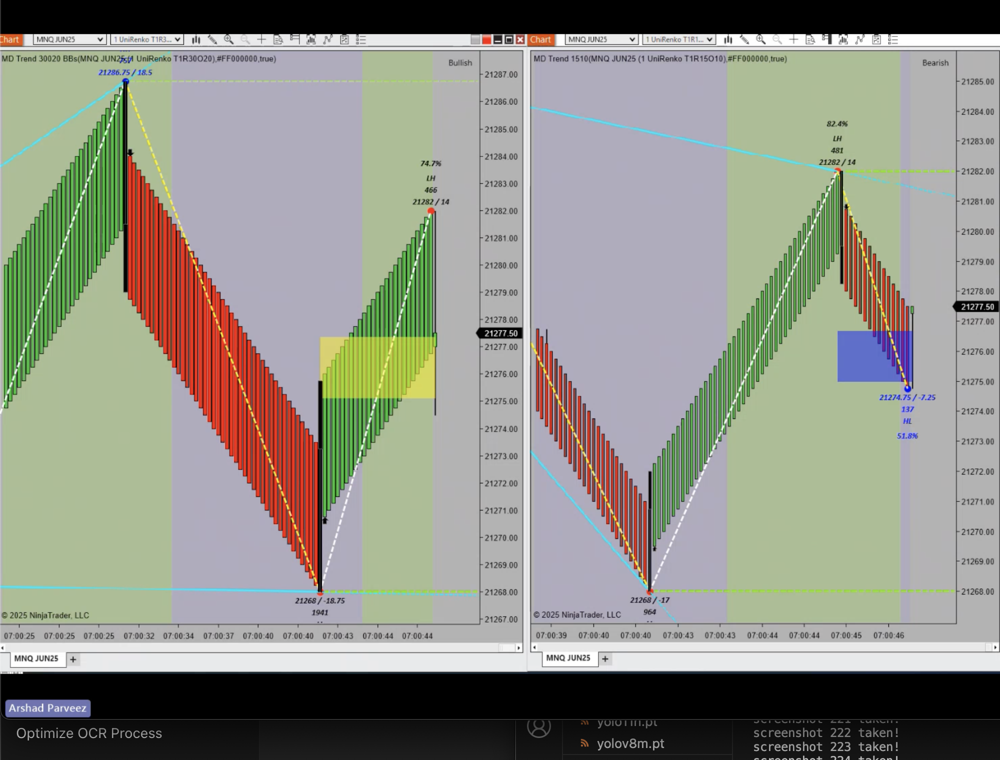 Chart
MNQ JUN25
1 UniRenko T1R3...
MD Trend 30020 BBs(MNQ JUN25 (1 UniRenko T1R30O20),#FF000000,true)
Bullish
21286.75 / 18.5
74.7%
LH
466
21282 / 14
21268 / -18.75
1941
21287.00
21286.00
21285.00
21284.00
21283.00
21282.00
21281.00
21280.00
21279.00
21278.00
21277.50
21277.00
21276.00
21275.00
21274.00
21273.00
21272.00
21271.00
21270.00
21269.00
21268.00
21267.00
© 2025 NinjaTrader, LLC
07:00:25 07:00:25 07:00:25 07:00:32 07:00:37 07:00:40 07:00:40 07:00:43 07:00:44 07:00:44
MNQ JUN25 +
Chart
MNQ JUN25
1 UniRenko T1R1...
MD Trend 1510(MNQ JUN25 (1 UniRenko T1R15O10),#FF000000,true)
Bearish
82.4%
LH
481
21282 / 14
21274.75 / -7.25
137
HL
51.8%
21268 / -17
964
21285.00
21284.00
21283.00
21282.00
21281.00
21280.00
21279.00
21278.00
21277.50
21277.00
21276.00
21275.00
21274.00
21273.00
21272.00
21271.00
21270.00
21269.00
21268.00
© 2025 NinjaTrader, LLC
07:00:39 07:00:40 07:00:40 07:00:43 07:00:43 07:00:44 07:00:44 07:00:45 07:00:46
MNQ JUN25 +
Arshad Parveez
Optimize OCR Process
yolo11n.pt
yolov8m.pt
screenshot 221 taken!
screenshot 222 taken!
screenshot 223 taken!
screenshot 224 taken!